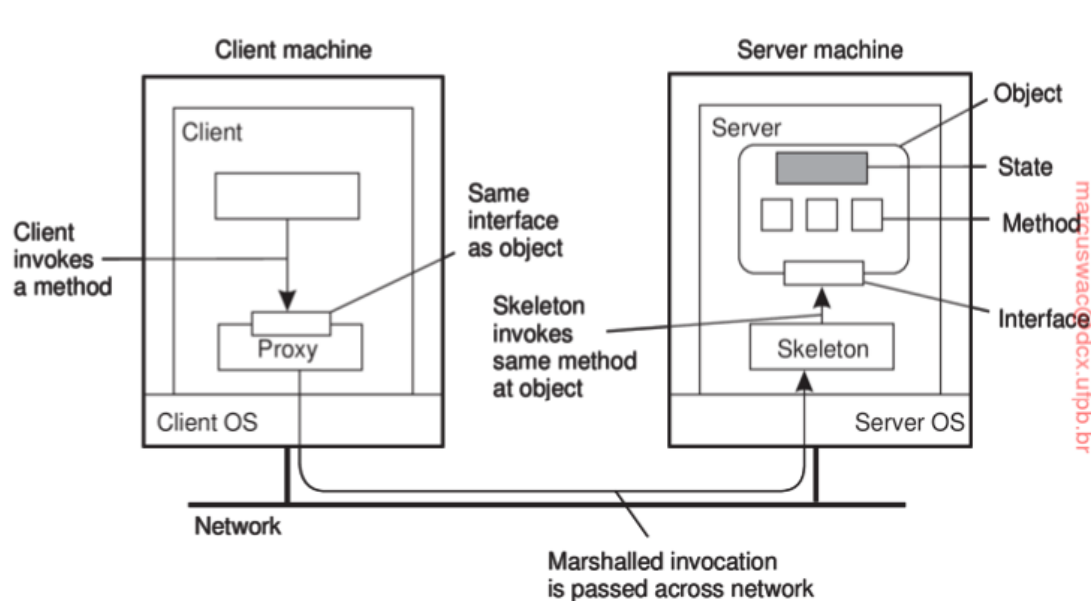 Client machine
Server machine
Client
Server
Object
State
Method
Interface
Same
interface
as object
Client
invokes
a method
Proxy
Skeleton
invokes
same method
at object
Skeleton
Client OS
Server OS
Network
Marshalled invocation
is passed across network